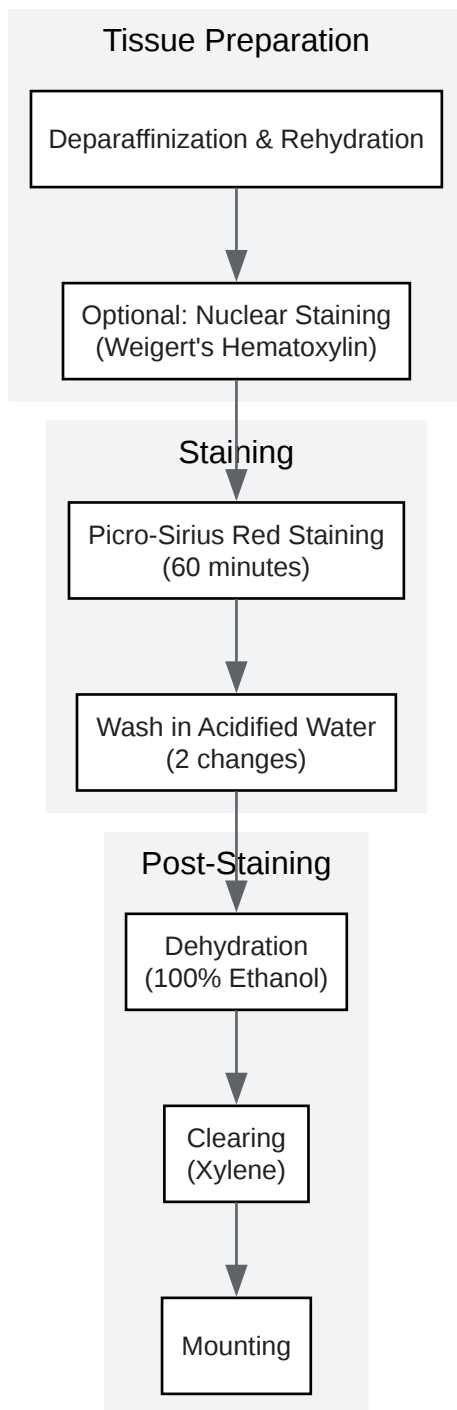 Tissue Preparation
Deparaffinization & Rehydration
Optional: Nuclear Staining
(Weigert's Hematoxylin)
Staining
Picro-Sirius Red Staining
(60 minutes)
Wash in Acidified Water
(2 changes)
Post-Staining
Dehydration
(100% Ethanol)
Clearing
(Xylene)
Mounting